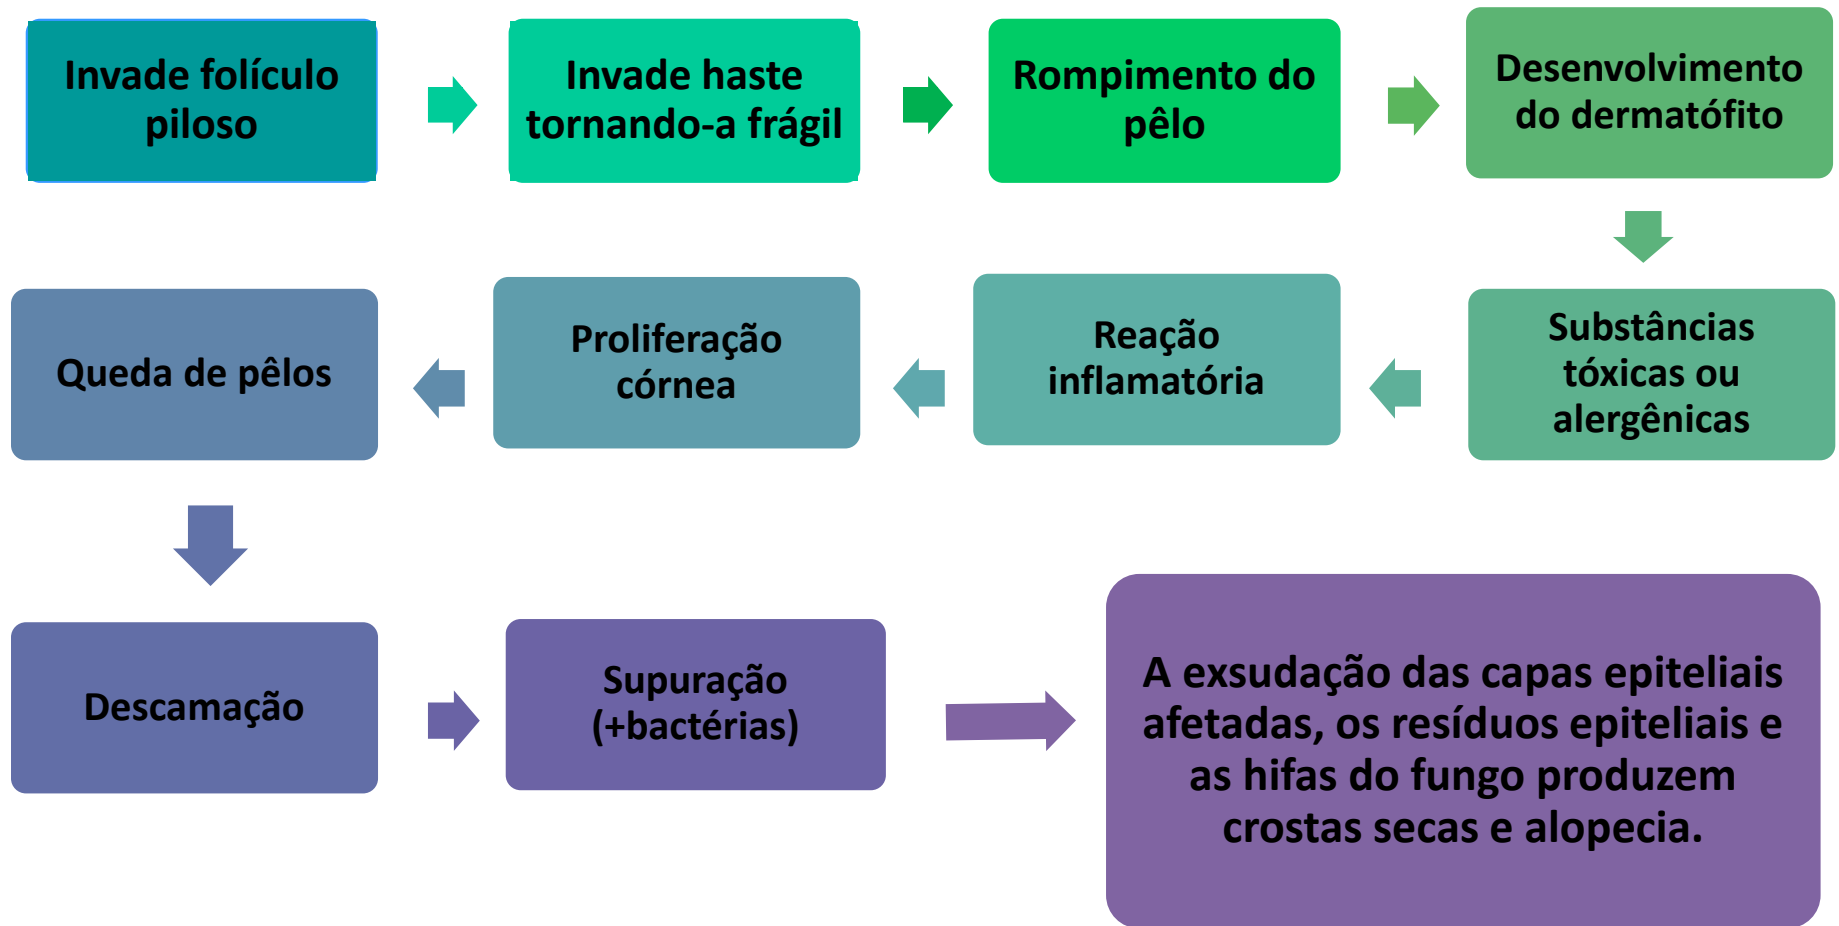 Invade folículo
piloso
Invade haste
tornando-a frágil
Rompimento do
pêlo
Desenvolvimento
do dermatófito
Substâncias
tóxicas ou
alergênicas
Reação
inflamatória
Proliferação
córnea
Queda de pêlos
Descamação
Supuração
(+bactérias)
A exsudação das capas epiteliais
afetadas, os resíduos epiteliais e
as hifas do fungo produzem
crostas secas e alopecia.